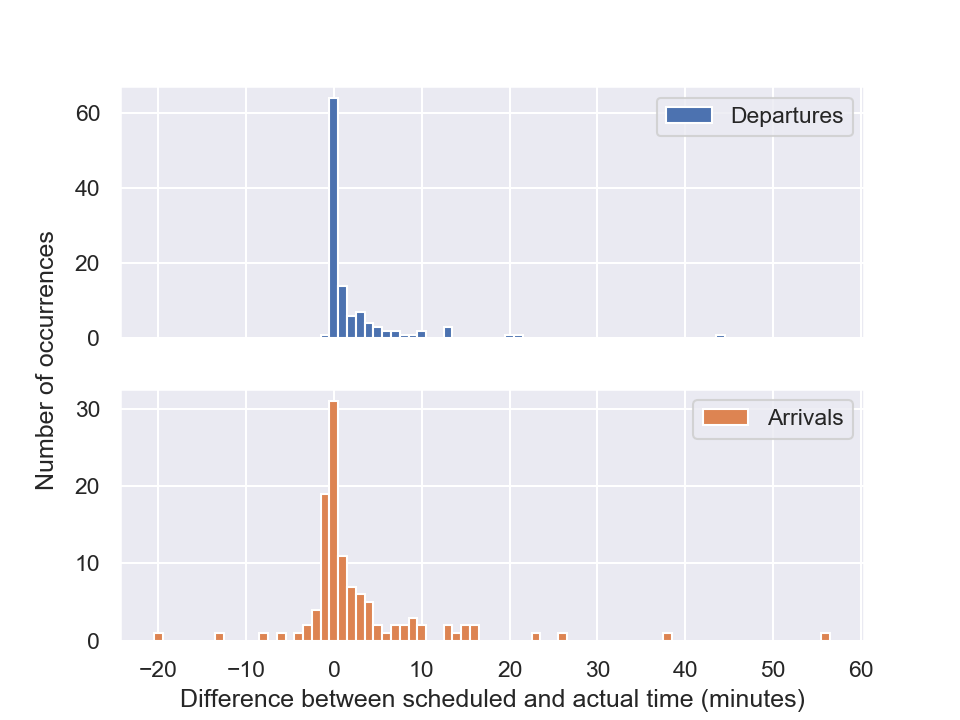 60
40
20
0
Departures
Number of occurrences
30
20
10
0
Arrivals
−20 −10 0 10 20 30 40 50 60
Difference between scheduled and actual time (minutes)